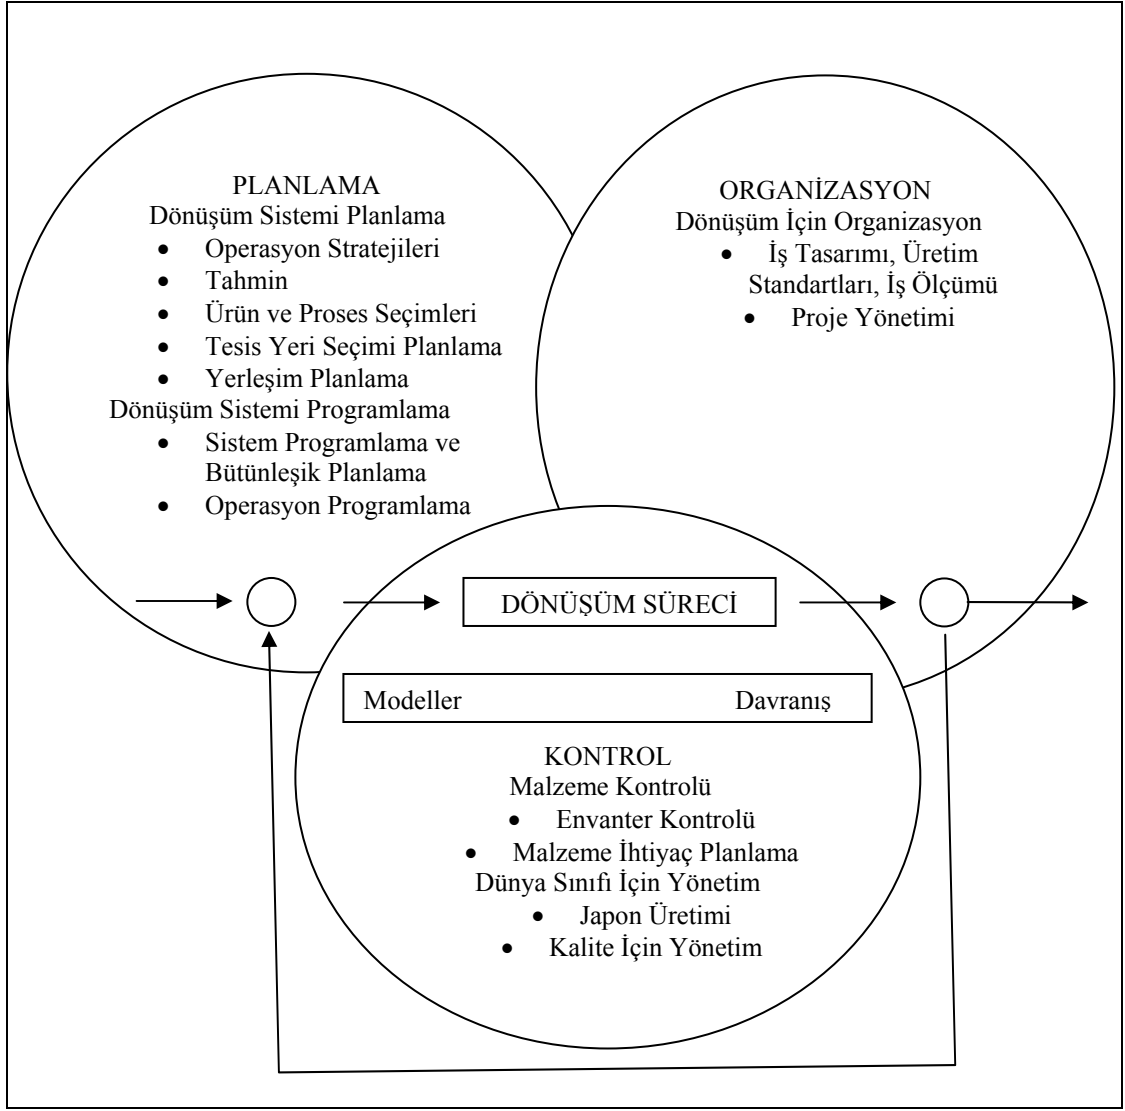 PLANLAMA
Dönüşüm Sistemi Planlama
• Operasyon Stratejileri
• Tahmin
• Ürün ve Proses Seçimleri
• Tesis Yeri Seçimi Planlama
• Yerleşim Planlama
Dönüşüm Sistemi Programlama
• Sistem Programlama ve
Bütünleşik Planlama
• Operasyon Programlama
ORGANİZASYON
Dönüşüm İçin Organizasyon
• İş Tasarımı, Üretim
Standartları, İş Ölçümü
• Proje Yönetimi
DÖNÜŞÜM SÜRECİ
Modeller Davranış
KONTROL
Malzeme Kontrolü
• Envanter Kontrolü
• Malzeme İhtiyaç Planlama
Dünya Sınıfı İçin Yönetim
• Japon Üretimi
• Kalite İçin Yönetim